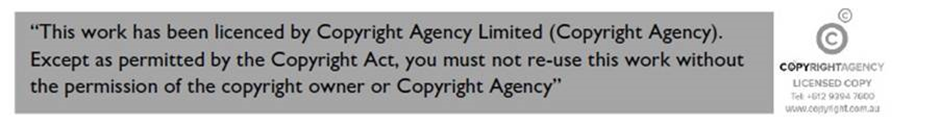 “This work has been licenced by Copyright Agency Limited (Copyright Agency).
Except as permitted by the Copyright Act, you must not re-use this work without
the permission of the copyright owner or Copyright Agency”
©
©
COPYRIGHTAGENCY
LICENSED COPY
Tel: +612 9394 7600
www.copyright.com.au